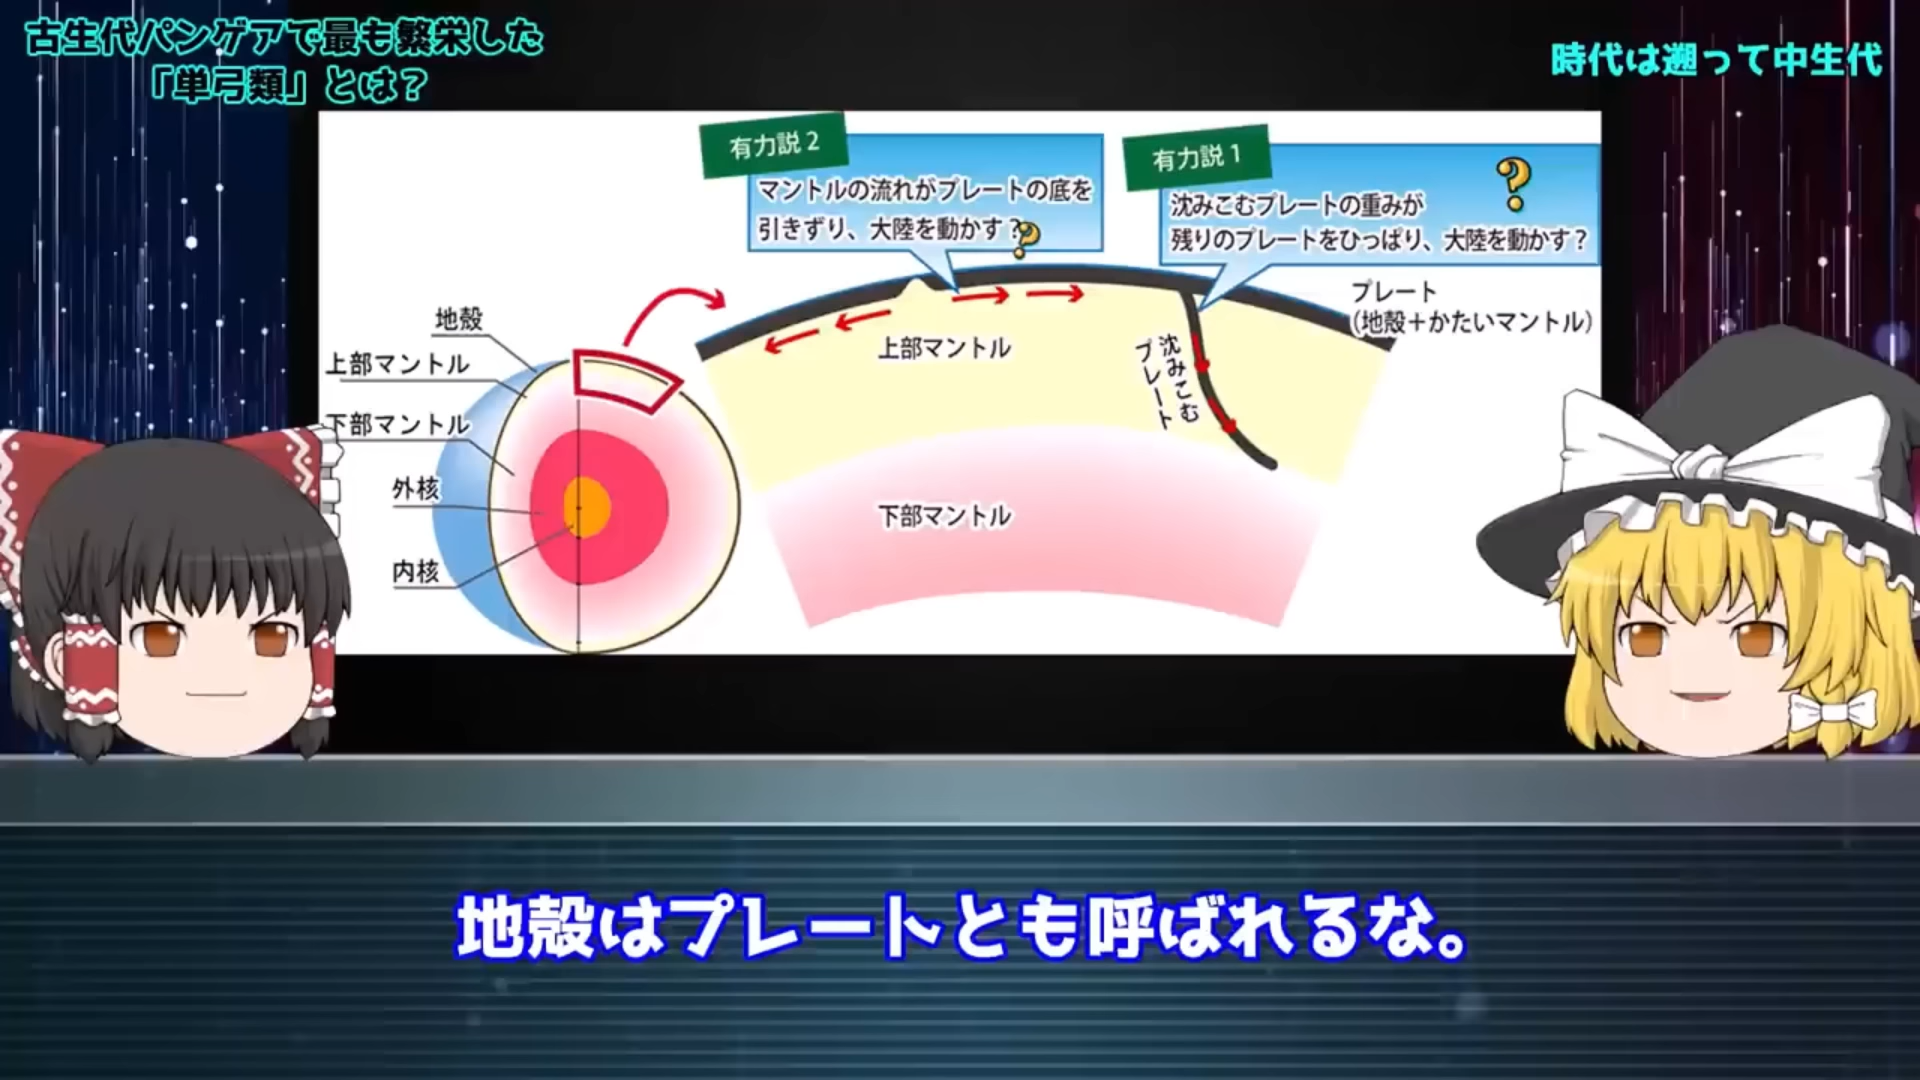 古生代パンゲアで最も繁栄した
「単弓類」とは?
時代は遡って中生代
有力説2
マントルの流れがプレートの底を
引きずり、大陸を動かす?
有力説1
沈みこむプレートの重みが
残りのプレートをひっぱり、大陸を動かす?
プレート
(地殻+かたいマントル)
地殻
上部マントル
下部マントル
外核
内核
上部マントル
沈みこむ
プレート
下部マントル
地殻はプレートとも呼ばれるな。